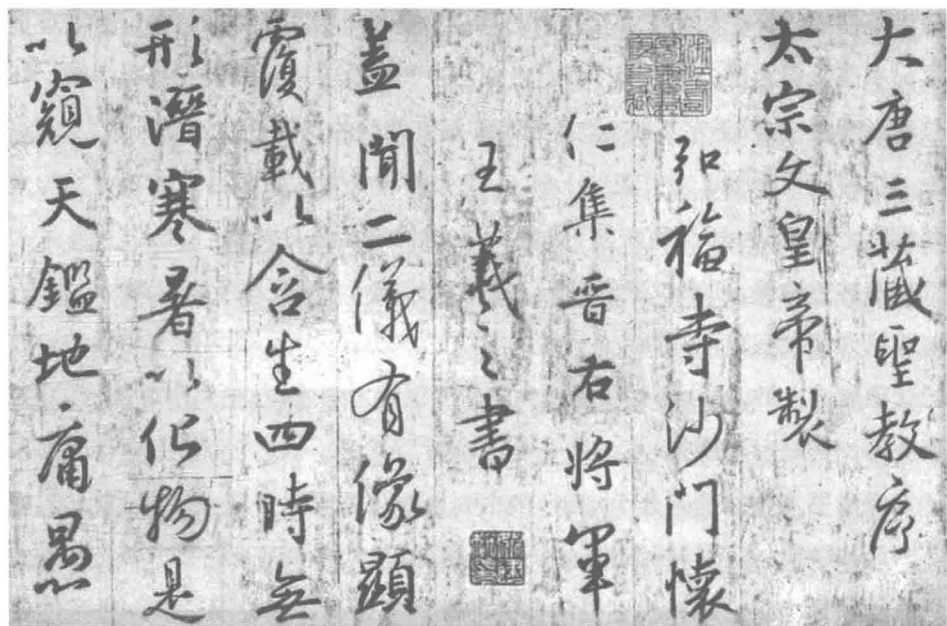 大唐三藏聖教序
太宗文皇帝製
弘福寺沙門懷
仁集晉右將軍
王羲之書
蓋聞二儀有像顯
覆載以含生四時無
形潛寒暑以化物是
以窺天鑑地庸愚